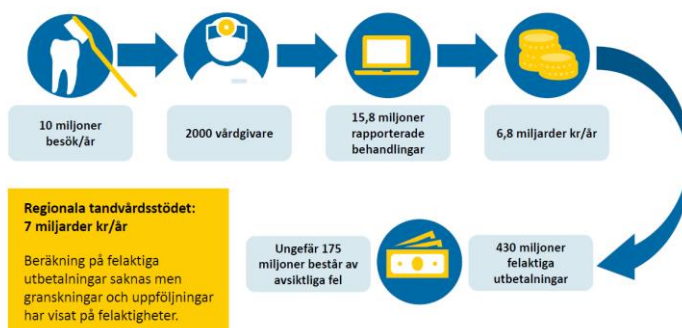 10 miljoner
besök/år
2000 vårdgivare
15,8 miljoner
rapporterade
behandlingar
6,8 miljarder kr/år
430 miljoner
felaktiga
utbetalningar
Ungefär 175
miljoner består av
avsiktliga fel
Regionala tandvårdsstödet:
7 miljarder kr/år
Beräkning på felaktiga
utbetalningar saknas men
granskningar och uppföljningar
har visat på felaktigheter.